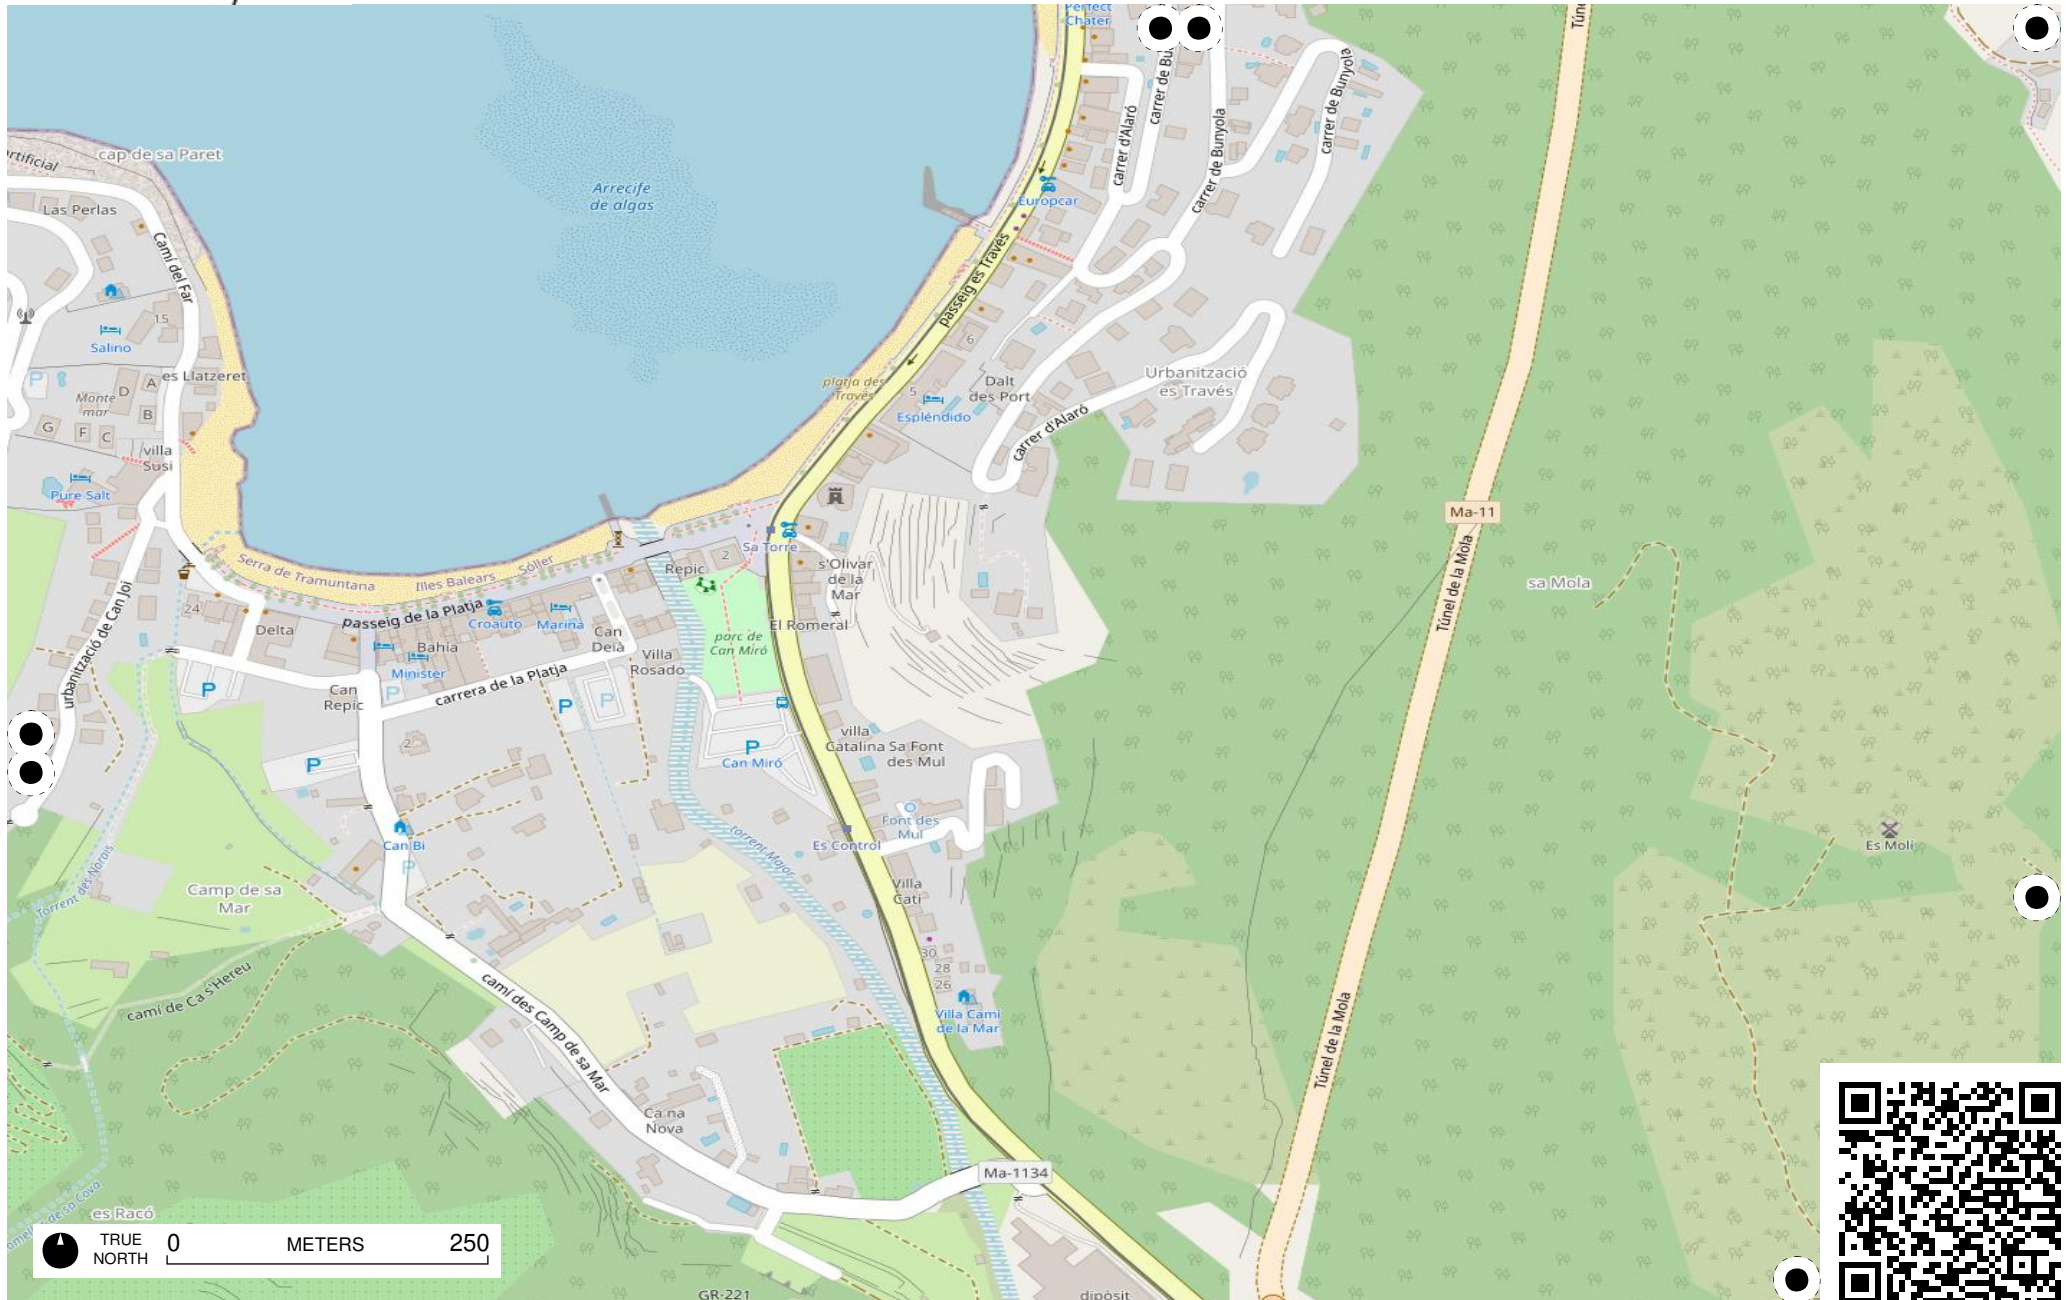 Perfect
Chater
Tún
carrer de Bu
carrer de Bunyola
carrer d'Alaró
carrer de Bunyola
artificial
cap de sa Paret
Arrecife
de algas
Europcar
Las Perlas
Camí del Far
passeig es Través
15
Salino
6
es Llatzeret
Monte
mar
D
A
B
G
F
C
platja des
Través
5
Espléndido
Dalt
des Port
Urbanització
es Través
carrer d'Alaró
villa
Susi
Pure Salt
Ma-11
Túnel de la Mola
Sa Torre
2
Repic
Serra de Tramuntana
Illes Balears
Sóller
s'Olivar
de la
Mar
sa Mola
24
Delta
passeig de la Platja
Croauto
Marina
Can
Deià
El Romeral
parc de
Can Miró
urbanització de Can Joi
Bahía
Minister
Villa
Rosado
carrera de la Platja
P
Can
Repic
P
P
P
2
villa
Catalina
Sa Font
des Mul
P
Can Miró
P
Font des
Mul
Es Control
torrent Major
Es Molí
Can Bi
P
P
Torrent des Norais
Camp de sa
Mar
Villa
Cati
30
28
26
camí de Ca s'Hereu
camí des Camp de sa Mar
Villa Cami
de la Mar
Túnel de la Mola
Ca na
Nova
Ma-1134
es Racó
de sa Cova
TRUE
NORTH
0 METERS 250
GR-221
dipòsit